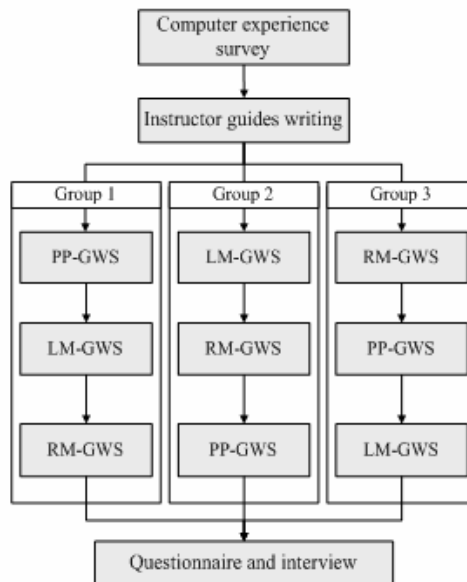 Computer experience
survey
Instructor guides writing
Group 1
PP-GWS
LM-GWS
RM-GWS
Group 2
LM-GWS
RM-GWS
PP-GWS
Group 3
RM-GWS
PP-GWS
LM-GWS
Questionnaire and interview